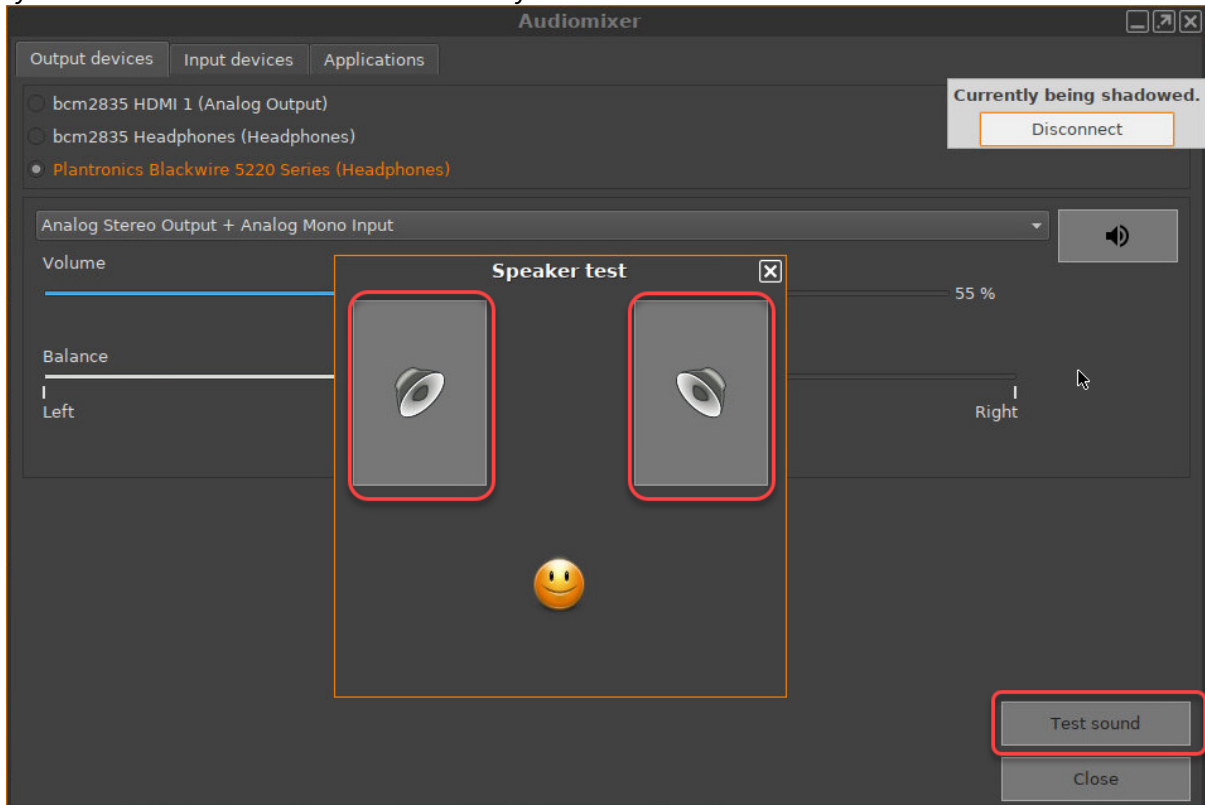 Audiomixer
Output devices Input devices Applications
bcm2835 HDMI 1 (Analog Output)
bcm2835 Headphones (Headphones)
Plantronics Blackwire 5220 Series (Headphones)
Currently being shadowed.
Disconnect
Analog Stereo Output + Analog Mono Input
Volume
55 %
Speaker test
Balance
Left
Right
Test sound
Close